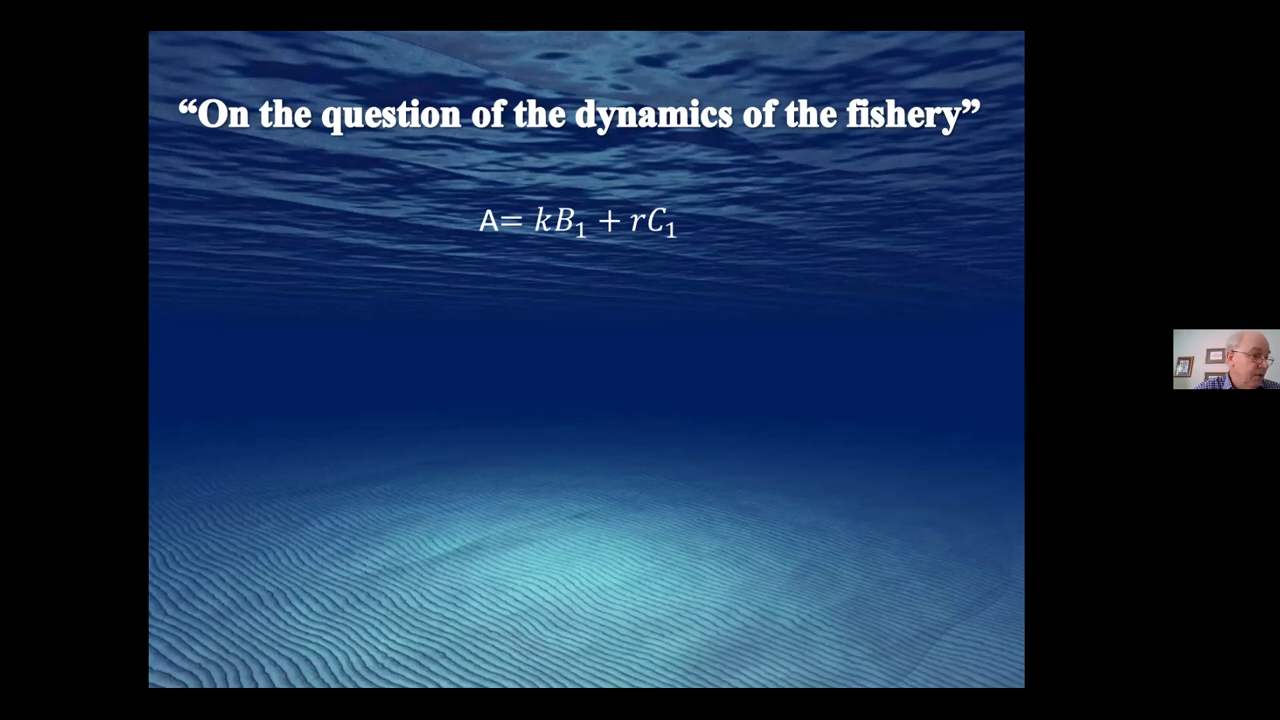 “On the question of the dynamics of the fishery”
A= 𝑘𝐵₁ + 𝑟𝐶₁